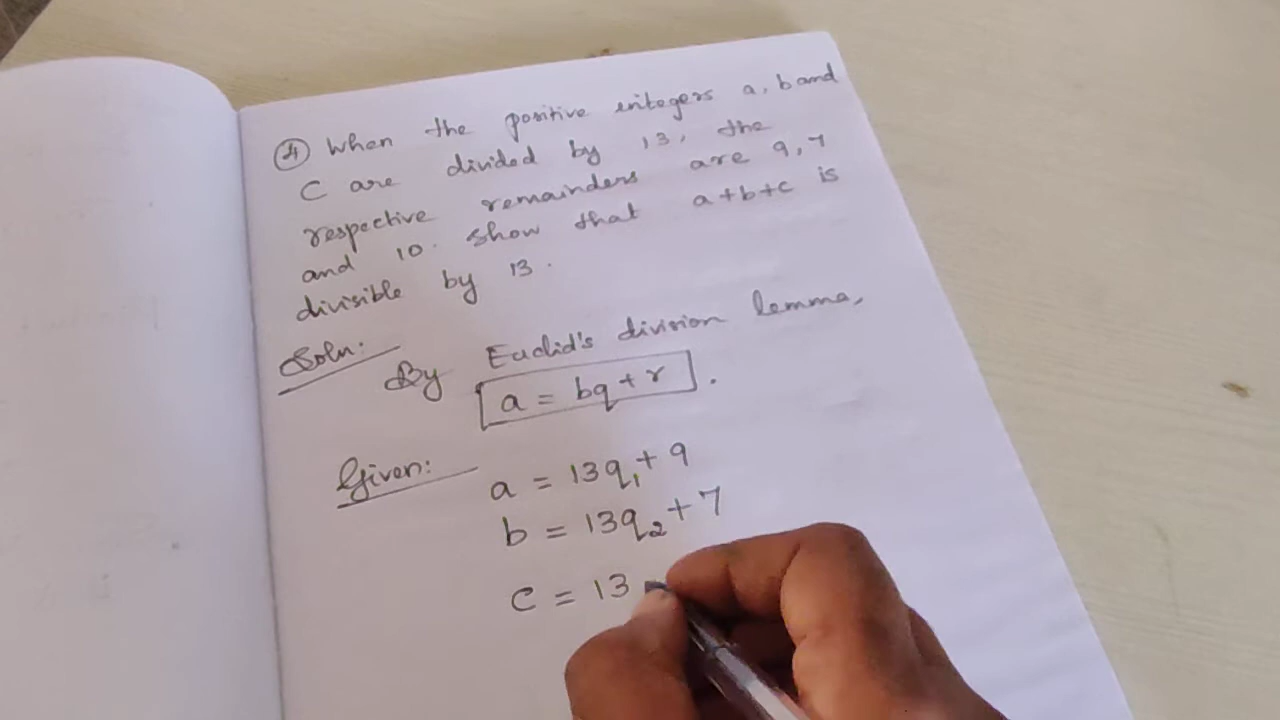 4 When the positive integers a, b and
C are divided by 13, the
respective remainders are 9, 7
and 10. Show that a+b+c is
divisible by 13.
Soln:
By Euclid's division lemma,
a = bq + r.
Given: a = 13q₁ + 9
b = 13q₂ + 7
c = 13